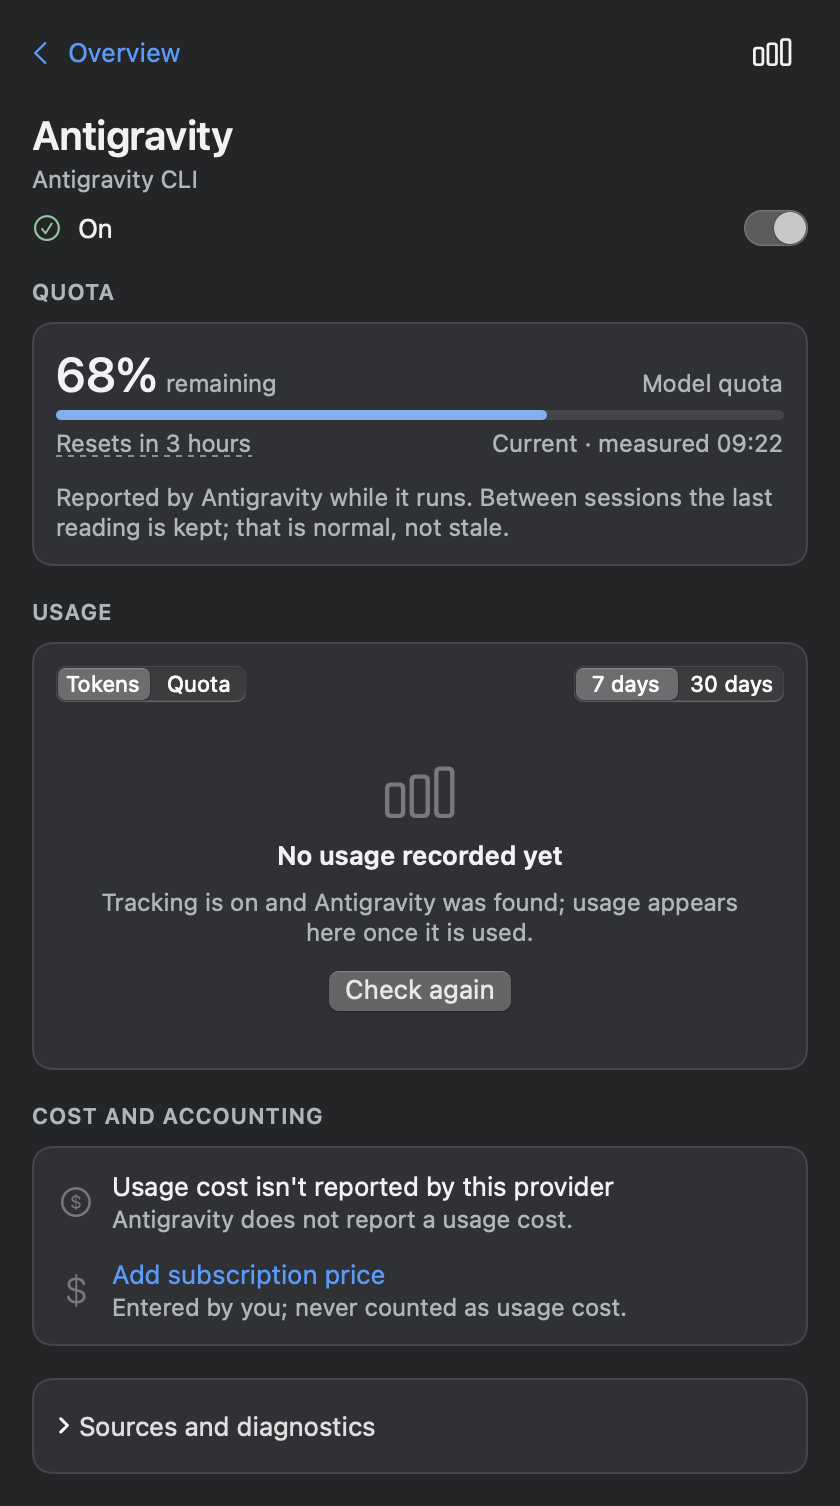 Overview
Antigravity
Antigravity CLI
On
QUOTA
68% remaining
Model quota
Resets in 3 hours
Current · measured 09:22
Reported by Antigravity while it runs. Between sessions the last
reading is kept; that is normal, not stale.
USAGE
Tokens
Quota
7 days
30 days
No usage recorded yet
Tracking is on and Antigravity was found; usage appears
here once it is used.
Check again
COST AND ACCOUNTING
$
Usage cost isn't reported by this provider
Antigravity does not report a usage cost.
$
Add subscription price
Entered by you; never counted as usage cost.
Sources and diagnostics